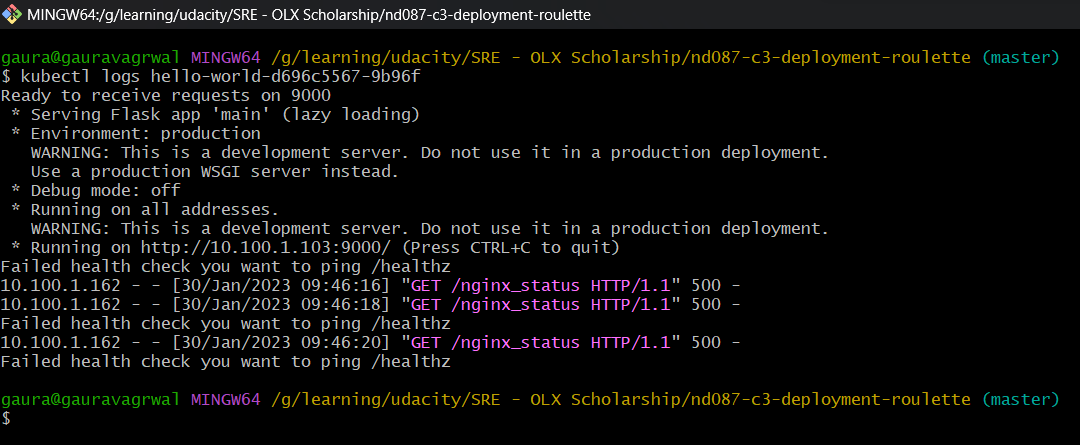 MINGW64:/g/learning/udacity/SRE - OLX Scholarship/nd087-c3-deployment-roulette
gaura@gauravagrwal MINGW64 /g/learning/udacity/SRE - OLX Scholarship/nd087-c3-deployment-roulette (master)
$ kubectl logs hello-world-d696c5567-9b96f
Ready to receive requests on 9000
 * Serving Flask app 'main' (lazy loading)
 * Environment: production
   WARNING: This is a development server. Do not use it in a production deployment.
   Use a production WSGI server instead.
 * Debug mode: off
 * Running on all addresses.
   WARNING: This is a development server. Do not use it in a production deployment.
 * Running on http://10.100.1.103:9000/ (Press CTRL+C to quit)
Failed health check you want to ping /healthz
10.100.1.162 - - [30/Jan/2023 09:46:16] "GET /nginx_status HTTP/1.1" 500 -
10.100.1.162 - - [30/Jan/2023 09:46:18] "GET /nginx_status HTTP/1.1" 500 -
Failed health check you want to ping /healthz
10.100.1.162 - - [30/Jan/2023 09:46:20] "GET /nginx_status HTTP/1.1" 500 -
Failed health check you want to ping /healthz
gaura@gauravagrwal MINGW64 /g/learning/udacity/SRE - OLX Scholarship/nd087-c3-deployment-roulette (master)
$